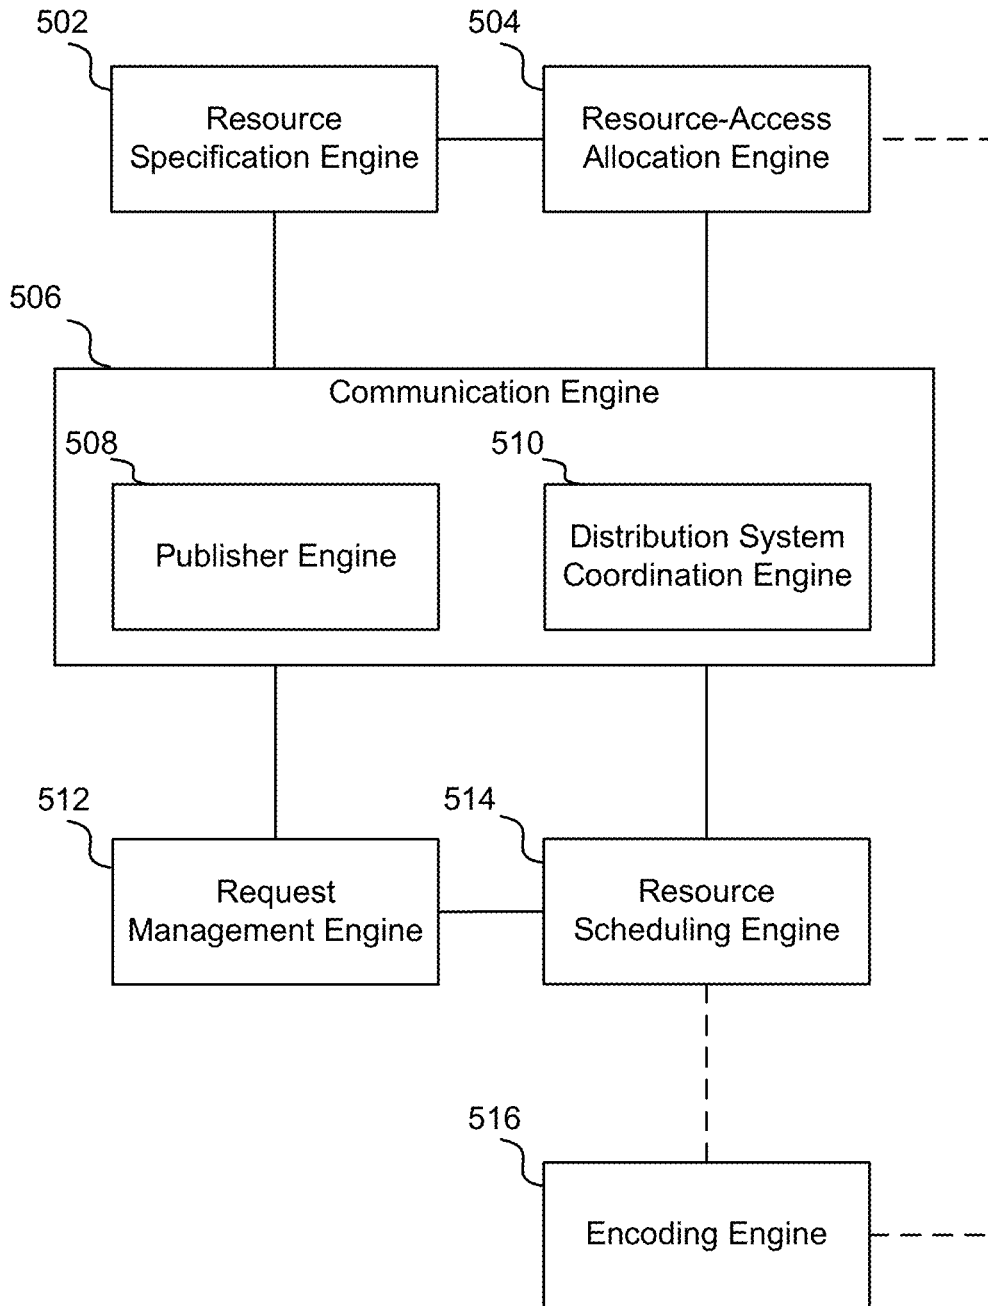 502
504
Resource
Specification Engine
Resource-Access
Allocation Engine
506
Communication Engine
508
510
Publisher Engine
Distribution System
Coordination Engine
512
514
Request
Management Engine
Resource
Scheduling Engine
516
Encoding Engine